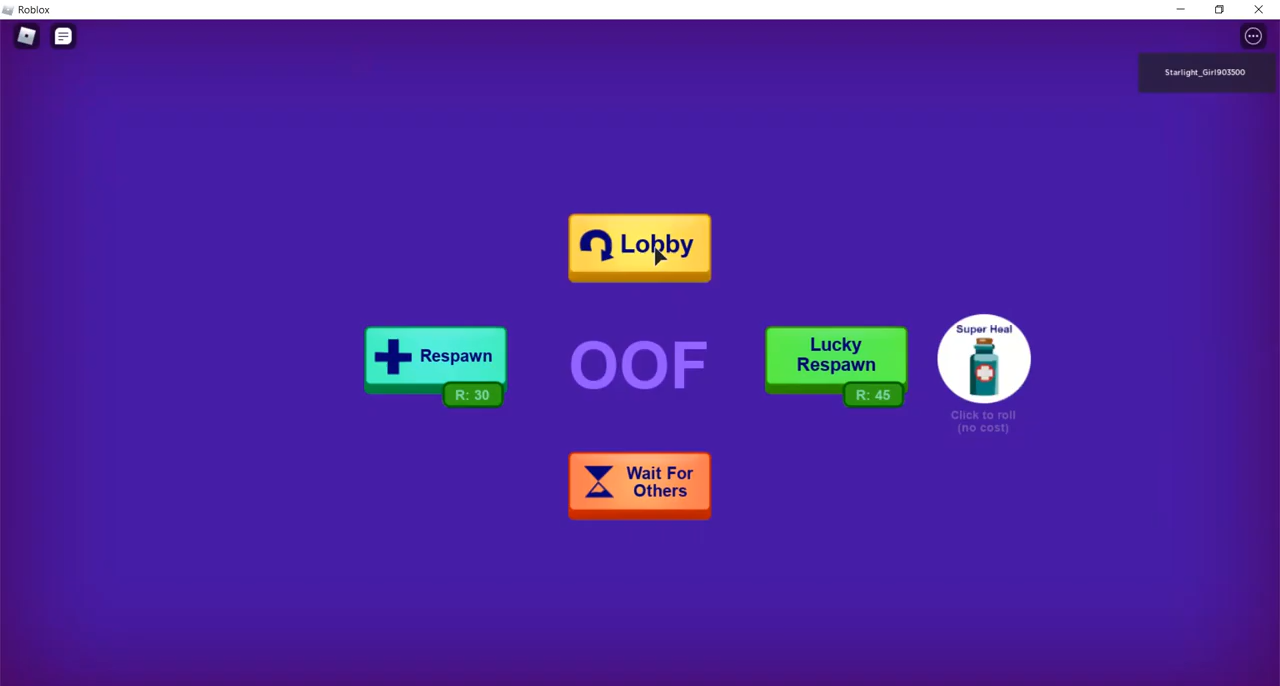 Roblox
Starlight_Girl903500
Lobby
Respawn
R: 30
OOF
Lucky
Respawn
R: 45
Super Heal
Click to roll
(no cost)
Wait For
Others